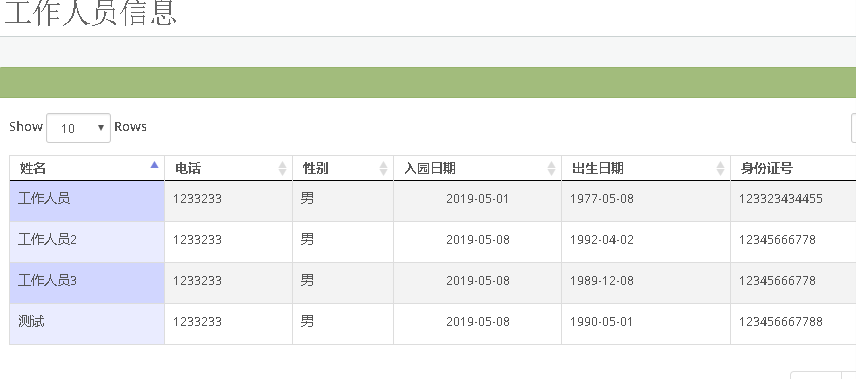 工作人员信息
Show 10 Rows
姓名 电话 性别 入园日期 出生日期 身份证号
工作人员 1233233 男 2019-05-01 1977-05-08 123323434455
工作人员2 1233233 男 2019-05-08 1992-04-02 12345666778
工作人员3 1233233 男 2019-05-08 1989-12-08 12345666778
测试 1233233 男 2019-05-08 1990-05-01 123456667788